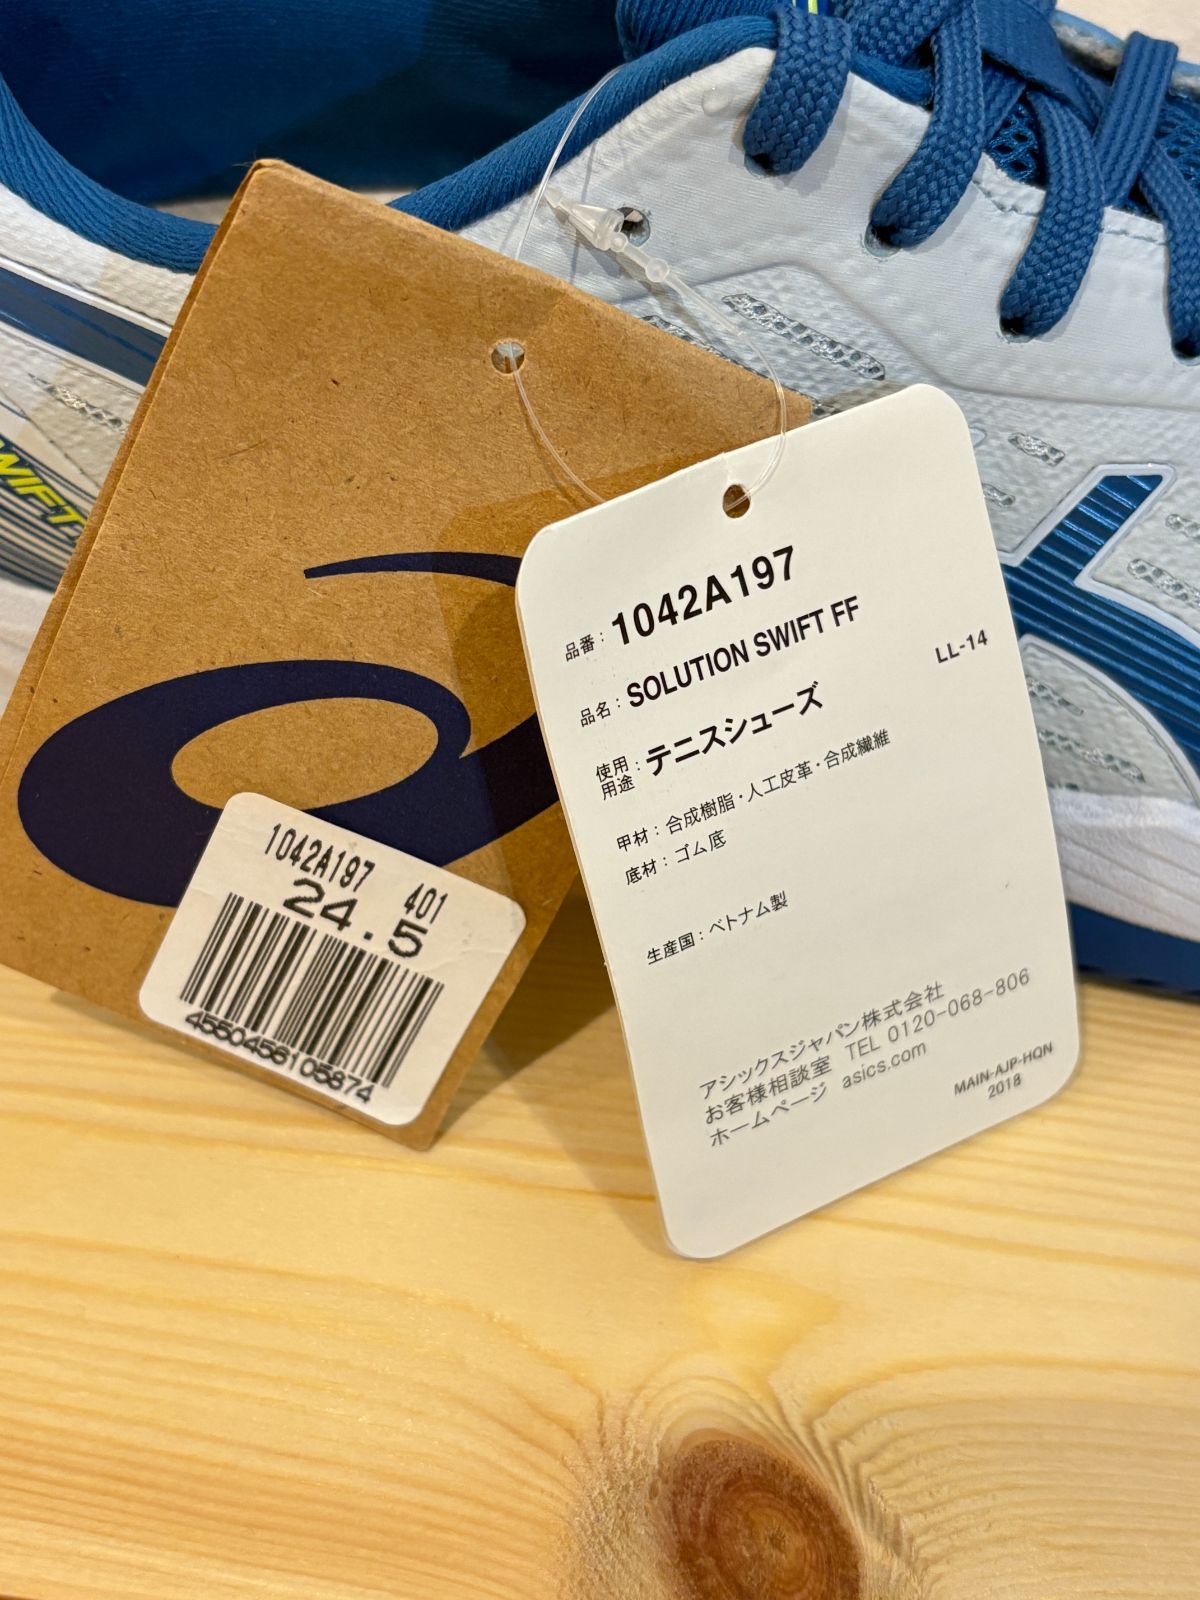 SWIFT
1042A197 401
24.5
4550456105874
品番：1042A197
品名：SOLUTION SWIFT FF
LL-14
使用用途：テニスシューズ
甲材：合成樹脂・人工皮革・合成繊維
底材：ゴム底
生産国：ベトナム製
アシックスジャパン株式会社
お客様相談室 TEL 0120-068-806
ホームページ asics.com
MAIN-AJP-HQN
2018